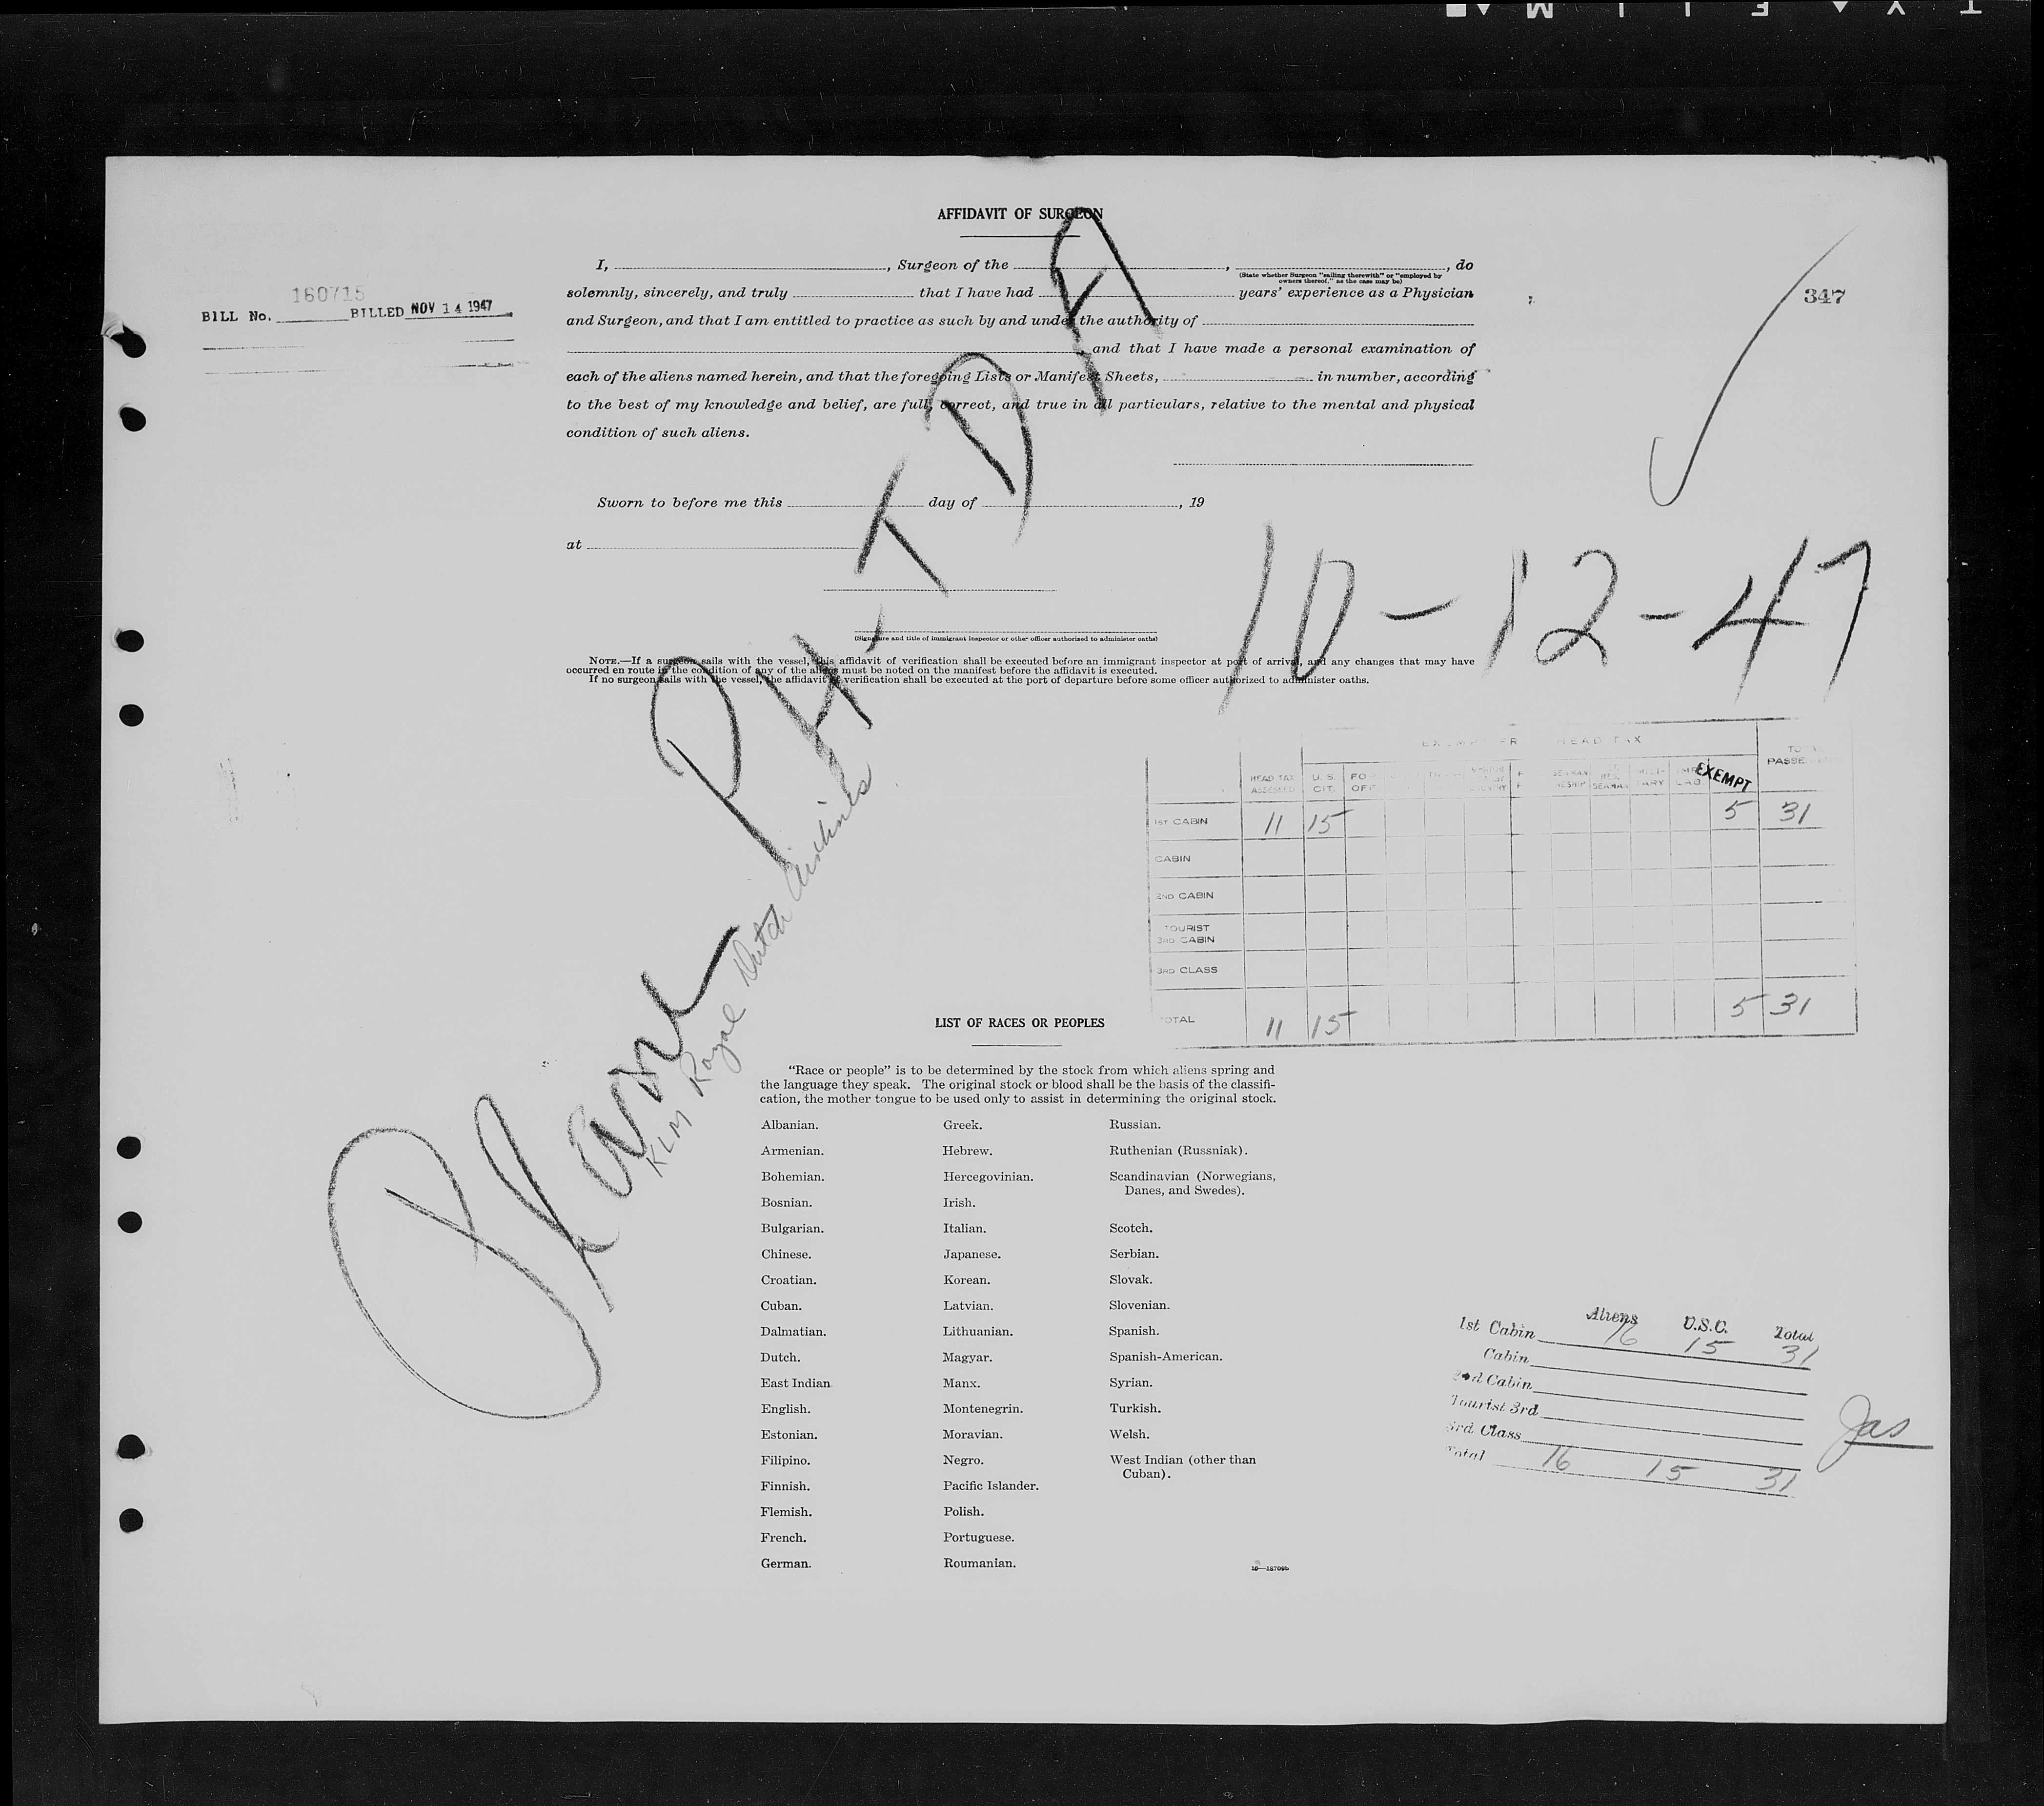 AFFIDAVIT OF SURGEON
I, , Surgeon of the , , do
(State whether Surgeon "sailing therewith" or "employed by
owners thereof," as the case may be)
solemnly, sincerely, and truly that I have had years' experience as a Physician
and Surgeon, and that I am entitled to practice as such by and under the authority of
, and that I have made a personal examination of
each of the aliens named herein, and that the foregoing Lists or Manifest Sheets, in number, according
to the best of my knowledge and belief, are full, correct, and true in all particulars, relative to the mental and physical
condition of such aliens.
Sworn to before me this day of , 19
at
(Signature and title of immigrant inspector or other officer authorized to administer oaths)
NOTE.—If a surgeon sails with the vessel, this affidavit of verification shall be executed before an immigrant inspector at port of arrival, and any changes that may have
occurred en route in the condition of any of the aliens must be noted on the manifest before the affidavit is executed.
If no surgeon sails with the vessel, the affidavit of verification shall be executed at the port of departure before some officer authorized to administer oaths.
160715
BILL No. BILLED NOV 14 1947
347
10-12-47
Plane PH-TDA
KLM Royal Dutch Airlines
EXEMPT FROM HEAD TAX
HEAD TAX ASSESSED U.S. CIT. EXEMPT
1ST CABIN 11 15 5 31
CABIN
2ND CABIN
TOURIST
3RD CABIN
3RD CLASS
TOTAL 11 15 5 31
LIST OF RACES OR PEOPLES
"Race or people" is to be determined by the stock from which aliens spring and
the language they speak. The original stock or blood shall be the basis of the classifi-
cation, the mother tongue to be used only to assist in determining the original stock.
Albanian.
Armenian.
Bohemian.
Bosnian.
Bulgarian.
Chinese.
Croatian.
Cuban.
Dalmatian.
Dutch.
East Indian.
English.
Estonian.
Filipino.
Finnish.
Flemish.
French.
German.
Greek.
Hebrew.
Hercegovinian.
Irish.
Italian.
Japanese.
Korean.
Latvian.
Lithuanian.
Magyar.
Manx.
Montenegrin.
Moravian.
Negro.
Pacific Islander.
Polish.
Portuguese.
Roumanian.
Russian.
Ruthenian (Russniak).
Scandinavian (Norwegians,
Danes, and Swedes).
Scotch.
Serbian.
Slovak.
Slovenian.
Spanish.
Spanish-American.
Syrian.
Turkish.
Welsh.
West Indian (other than
Cuban).
Aliens U.S.C. Total
1st Cabin 16 15 31
Cabin
2nd Cabin
Tourist 3rd
3rd Class
Total 16 15 31
Jas